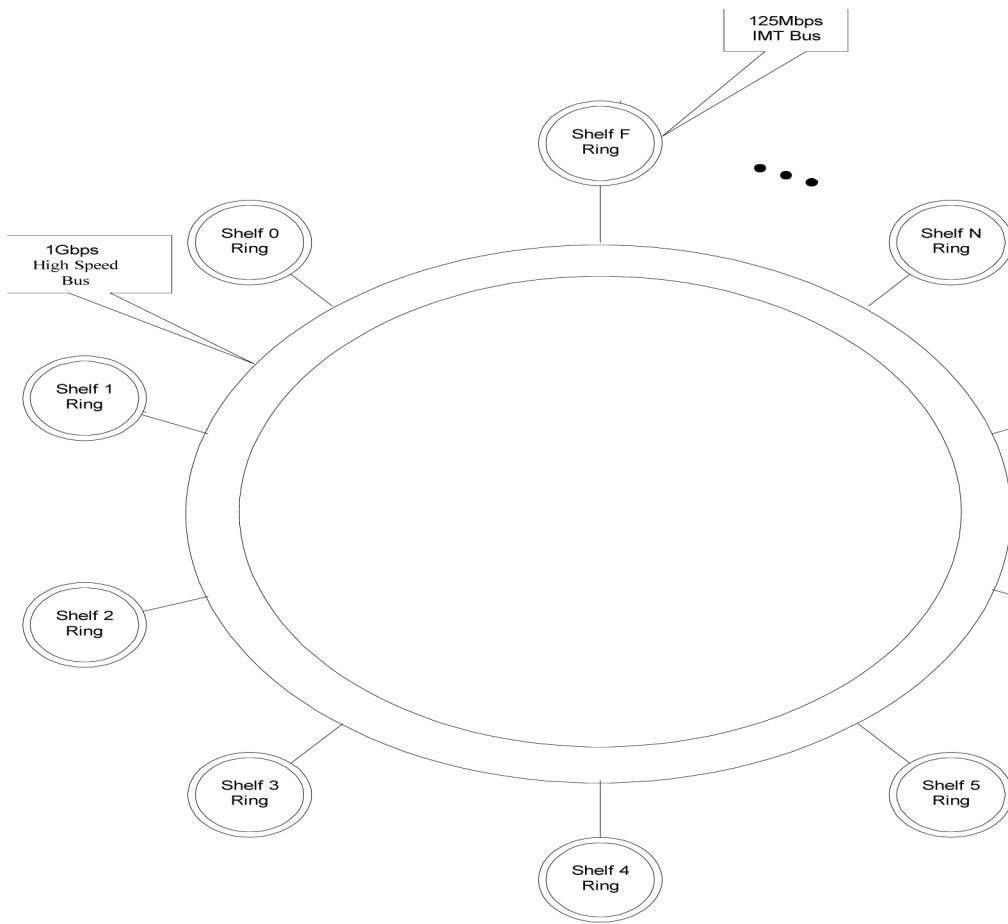 125Mbps
IMT Bus
Shelf F
Ring
Shelf 0
Ring
Shelf N
Ring
1Gbps
High Speed
Bus
Shelf 1
Ring
Shelf 2
Ring
Shelf 3
Ring
Shelf 5
Ring
Shelf 4
Ring